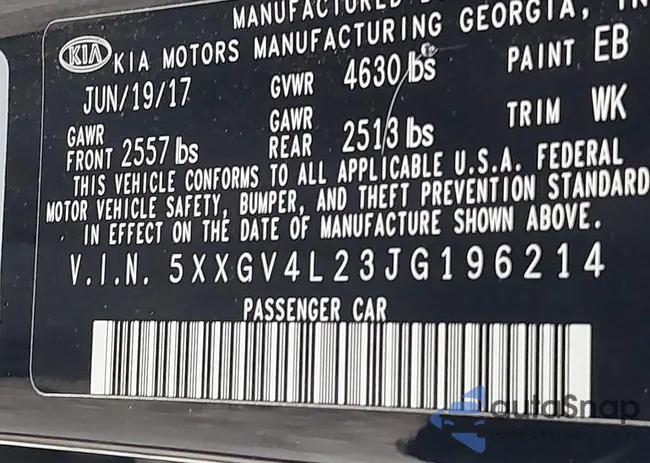 MANUFACTURED
KIA KIA MOTORS MANUFACTURING GEORGIA, IN
JUN/19/17 GVWR 4630 lbs PAINT EB
GAWR FRONT 2557 lbs GAWR REAR 2513 lbs TRIM WK
THIS VEHICLE CONFORMS TO ALL APPLICABLE U.S.A. FEDERAL
MOTOR VEHICLE SAFETY, BUMPER, AND THEFT PREVENTION STANDARD
IN EFFECT ON THE DATE OF MANUFACTURE SHOWN ABOVE.
V.I.N. 5XXGV4L23JG196214
PASSENGER CAR
autoSnap